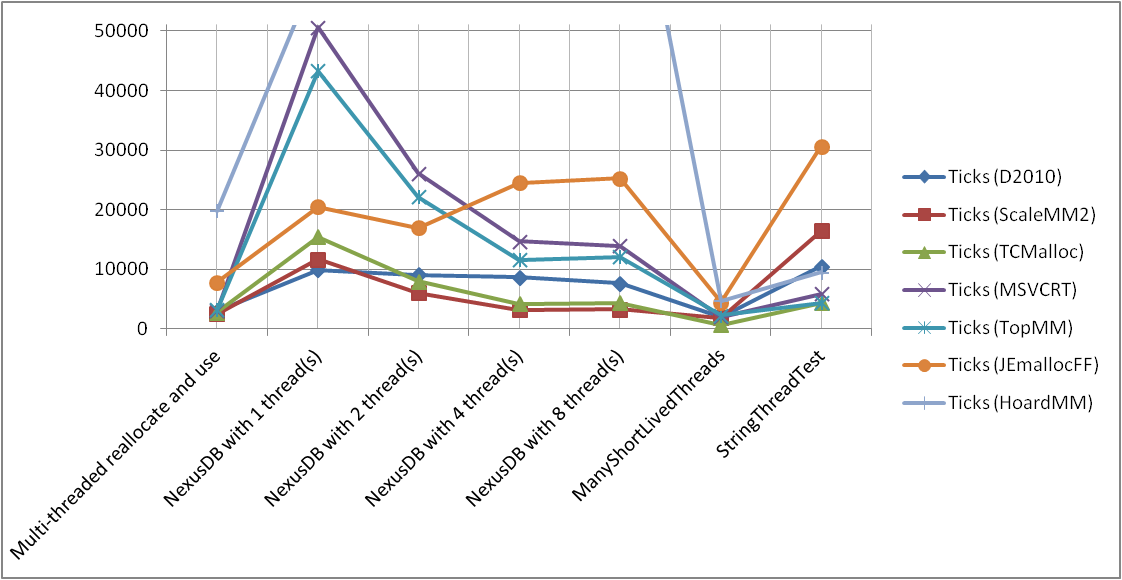 50000
40000
30000
20000
10000
0
Multi-threaded reallocate and use
NexusDB with 1 thread(s)
NexusDB with 2 thread(s)
NexusDB with 4 thread(s)
NexusDB with 8 thread(s)
ManyShortLivedThreads
StringThreadTest
Ticks (D2010)
Ticks (ScaleMM2)
Ticks (TCMalloc)
Ticks (MSVCRT)
Ticks (TopMM)
Ticks (JEmallocFF)
Ticks (HoardMM)